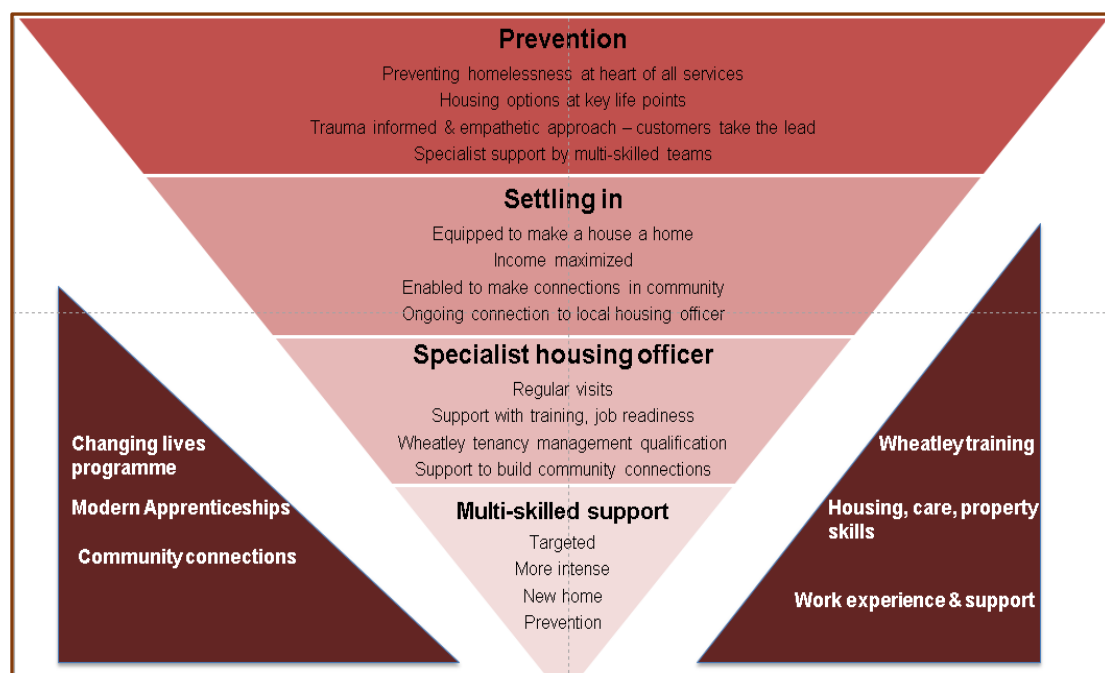 Prevention
Preventing homelessness at heart of all services
Housing options at key life points
Trauma informed & empathetic approach – customers take the lead
Specialist support by multi-skilled teams
Settling in
Equipped to make a house a home
Income maximized
Enabled to make connections in community
Ongoing connection to local housing officer
Specialist housing officer
Regular visits
Support with training, job readiness
Wheatley tenancy management qualification
Support to build community connections
Multi-skilled support
Targeted
More intense
New home
Prevention
Changing lives
programme
Modern Apprenticeships
Community connections
Wheatley training
Housing, care, property
skills
Work experience & support